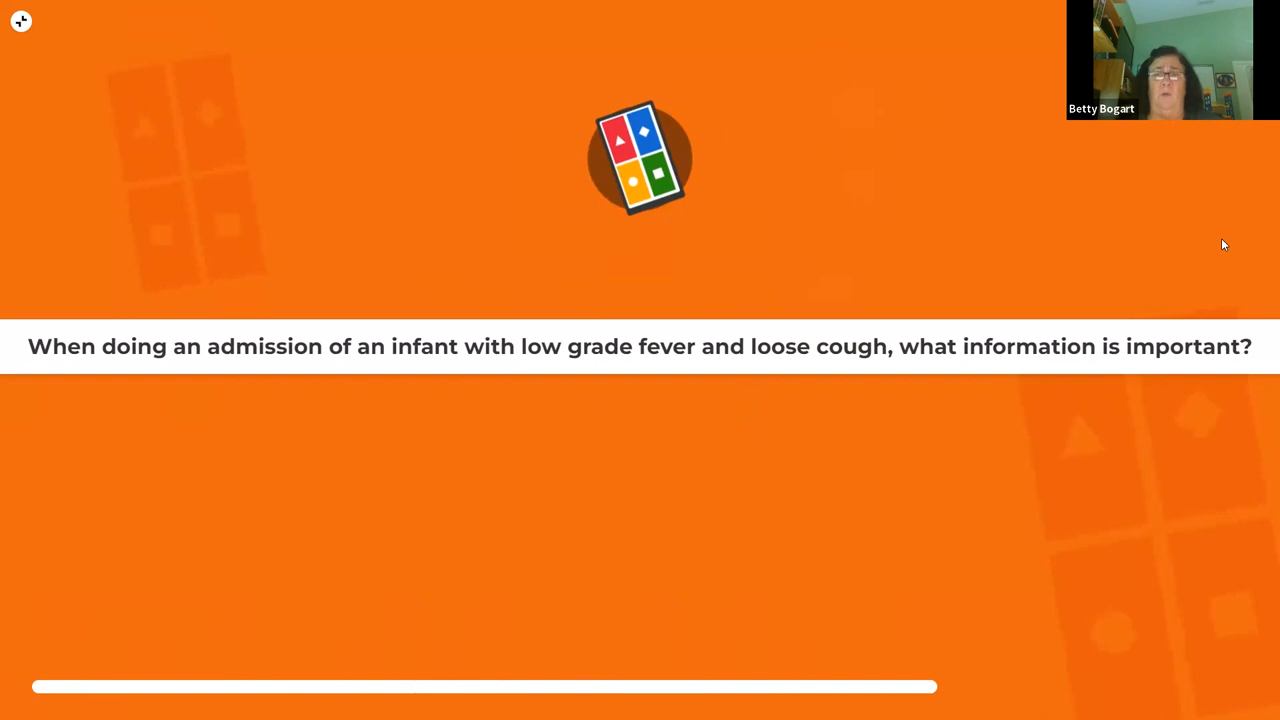 Betty Bogart
When doing an admission of an infant with low grade fever and loose cough, what information is important?